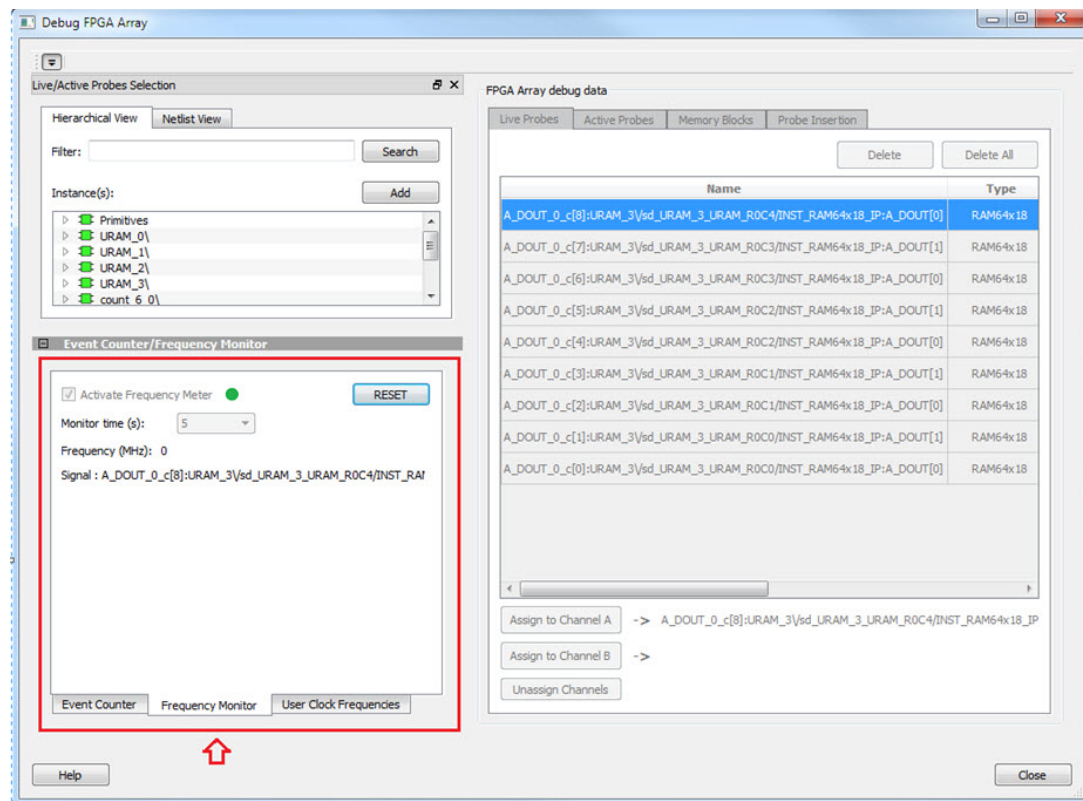 Debug FPGA Array
Live/Active Probes Selection
Hierarchical View Netlist View
Filter: Search
Instance(s): Add
Primitives
URAM_0\
URAM_1\
URAM_2\
URAM_3\
count_6_0\
Event Counter/Frequency Monitor
Activate Frequency Meter RESET
Monitor time (s): 5
Frequency (MHz): 0
Signal : A_DOUT_0_c[8]:URAM_3\/sd_URAM_3_URAM_R0C4/INST_RAM
Event Counter Frequency Monitor User Clock Frequencies
Help
FPGA Array debug data
Live Probes Active Probes Memory Blocks Probe Insertion
Delete Delete All
Name Type
A_DOUT_0_c[8]:URAM_3\/sd_URAM_3_URAM_R0C4/INST_RAM64x18_IP:A_DOUT[0] RAM64x18
A_DOUT_0_c[7]:URAM_3\/sd_URAM_3_URAM_R0C3/INST_RAM64x18_IP:A_DOUT[1] RAM64x18
A_DOUT_0_c[6]:URAM_3\/sd_URAM_3_URAM_R0C3/INST_RAM64x18_IP:A_DOUT[0] RAM64x18
A_DOUT_0_c[5]:URAM_3\/sd_URAM_3_URAM_R0C2/INST_RAM64x18_IP:A_DOUT[1] RAM64x18
A_DOUT_0_c[4]:URAM_3\/sd_URAM_3_URAM_R0C2/INST_RAM64x18_IP:A_DOUT[0] RAM64x18
A_DOUT_0_c[3]:URAM_3\/sd_URAM_3_URAM_R0C1/INST_RAM64x18_IP:A_DOUT[1] RAM64x18
A_DOUT_0_c[2]:URAM_3\/sd_URAM_3_URAM_R0C1/INST_RAM64x18_IP:A_DOUT[0] RAM64x18
A_DOUT_0_c[1]:URAM_3\/sd_URAM_3_URAM_R0C0/INST_RAM64x18_IP:A_DOUT[1] RAM64x18
A_DOUT_0_c[0]:URAM_3\/sd_URAM_3_URAM_R0C0/INST_RAM64x18_IP:A_DOUT[0] RAM64x18
Assign to Channel A -> A_DOUT_0_c[8]:URAM_3\/sd_URAM_3_URAM_R0C4/INST_RAM64x18_IP
Assign to Channel B ->
Unassign Channels
Close